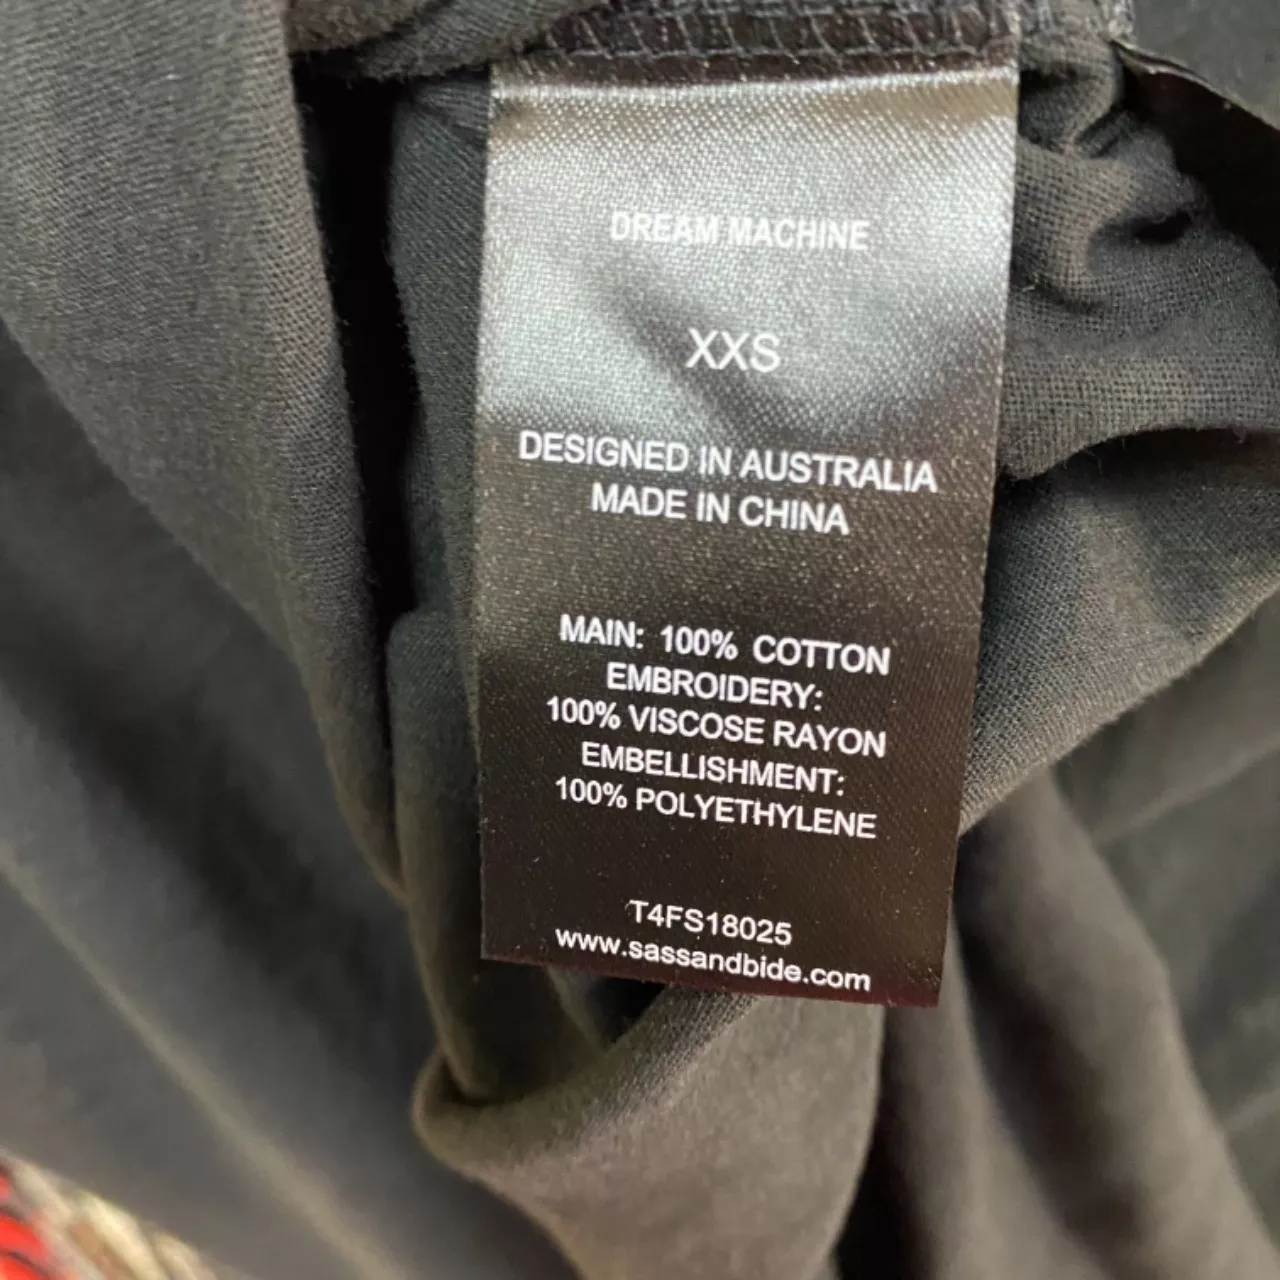 DREAM MACHINE
XXS
DESIGNED IN AUSTRALIA
MADE IN CHINA
MAIN: 100% COTTON
EMBROIDERY:
100% VISCOSE RAYON
EMBELLISHMENT:
100% POLYETHYLENE
T4FS18025
www.sassandbide.com